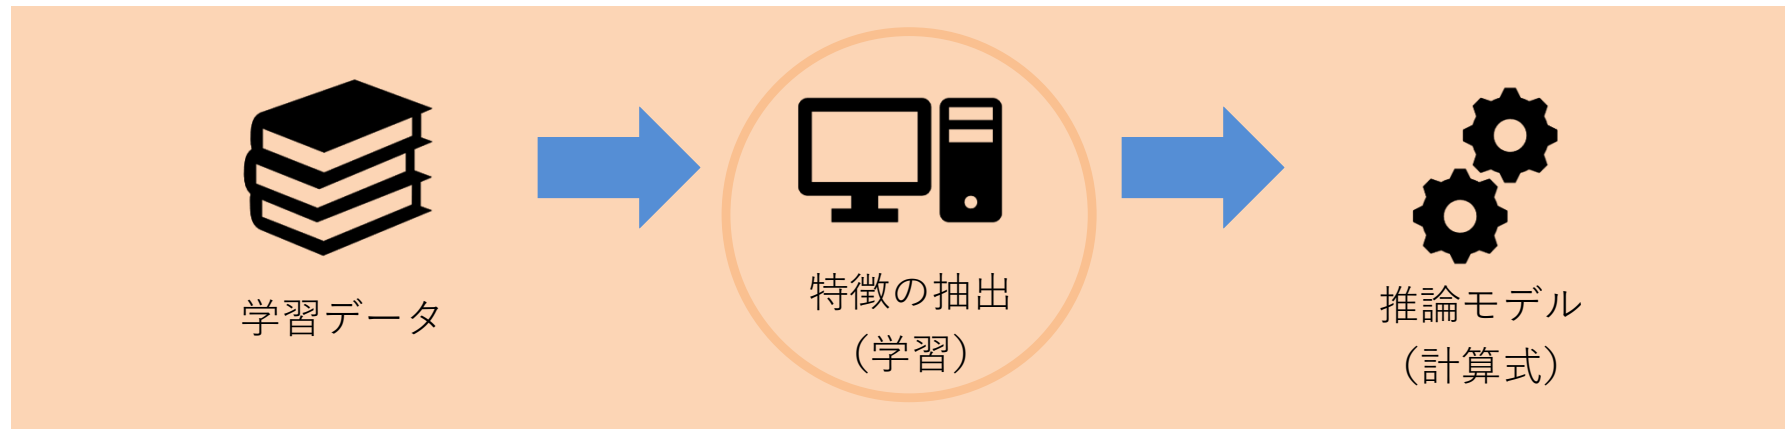 学習データ
特徴の抽出
（学習）
推論モデル
（計算式）